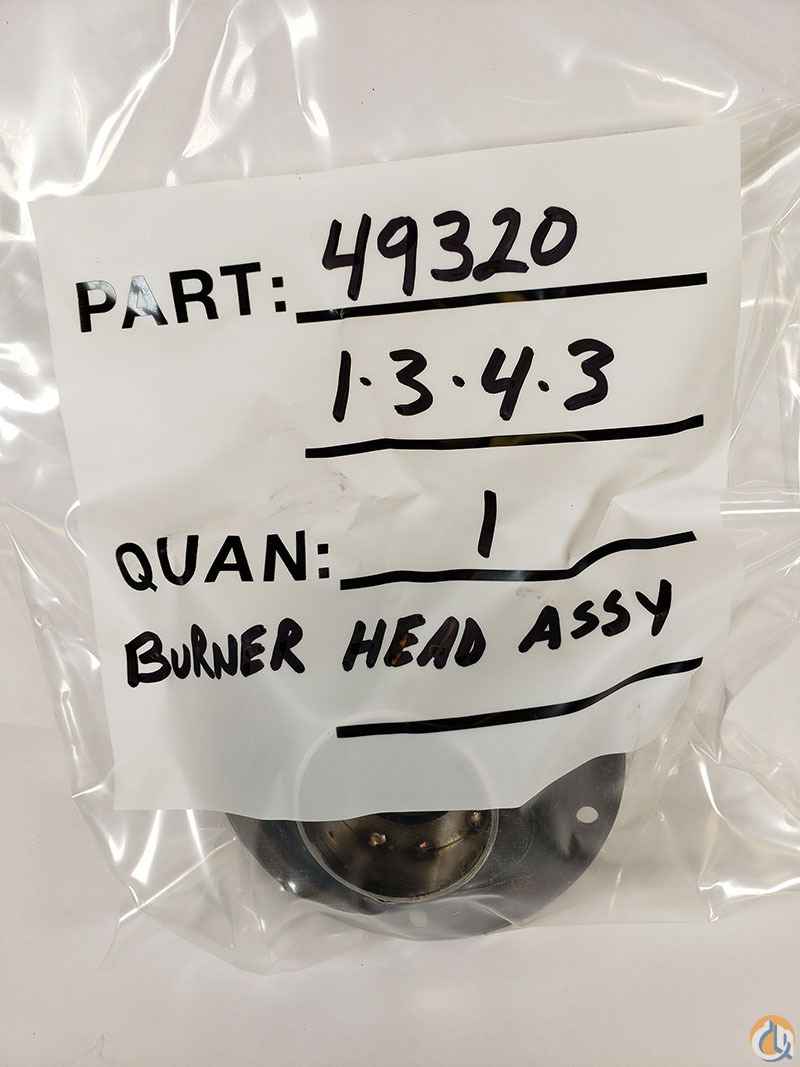 PART: 49320
1·3·4·3
QUAN: 1
BURNER HEAD ASSY